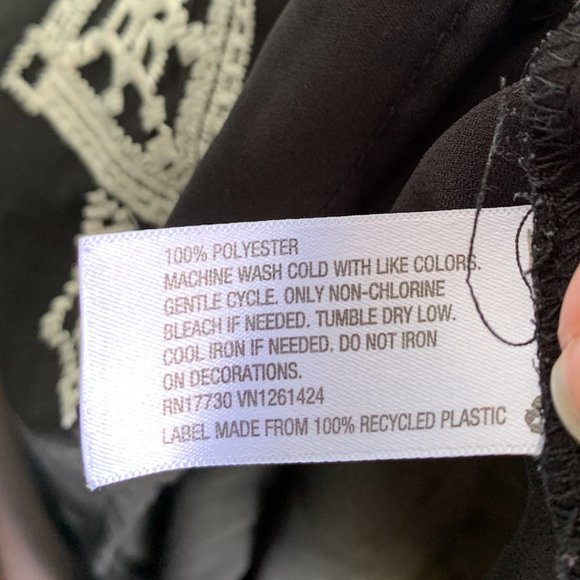 100% POLYESTER
MACHINE WASH COLD WITH LIKE COLORS.
GENTLE CYCLE. ONLY NON-CHLORINE
BLEACH IF NEEDED. TUMBLE DRY LOW.
COOL IRON IF NEEDED. DO NOT IRON
ON DECORATIONS.
RN17730 VN1261424
LABEL MADE FROM 100% RECYCLED PLASTIC